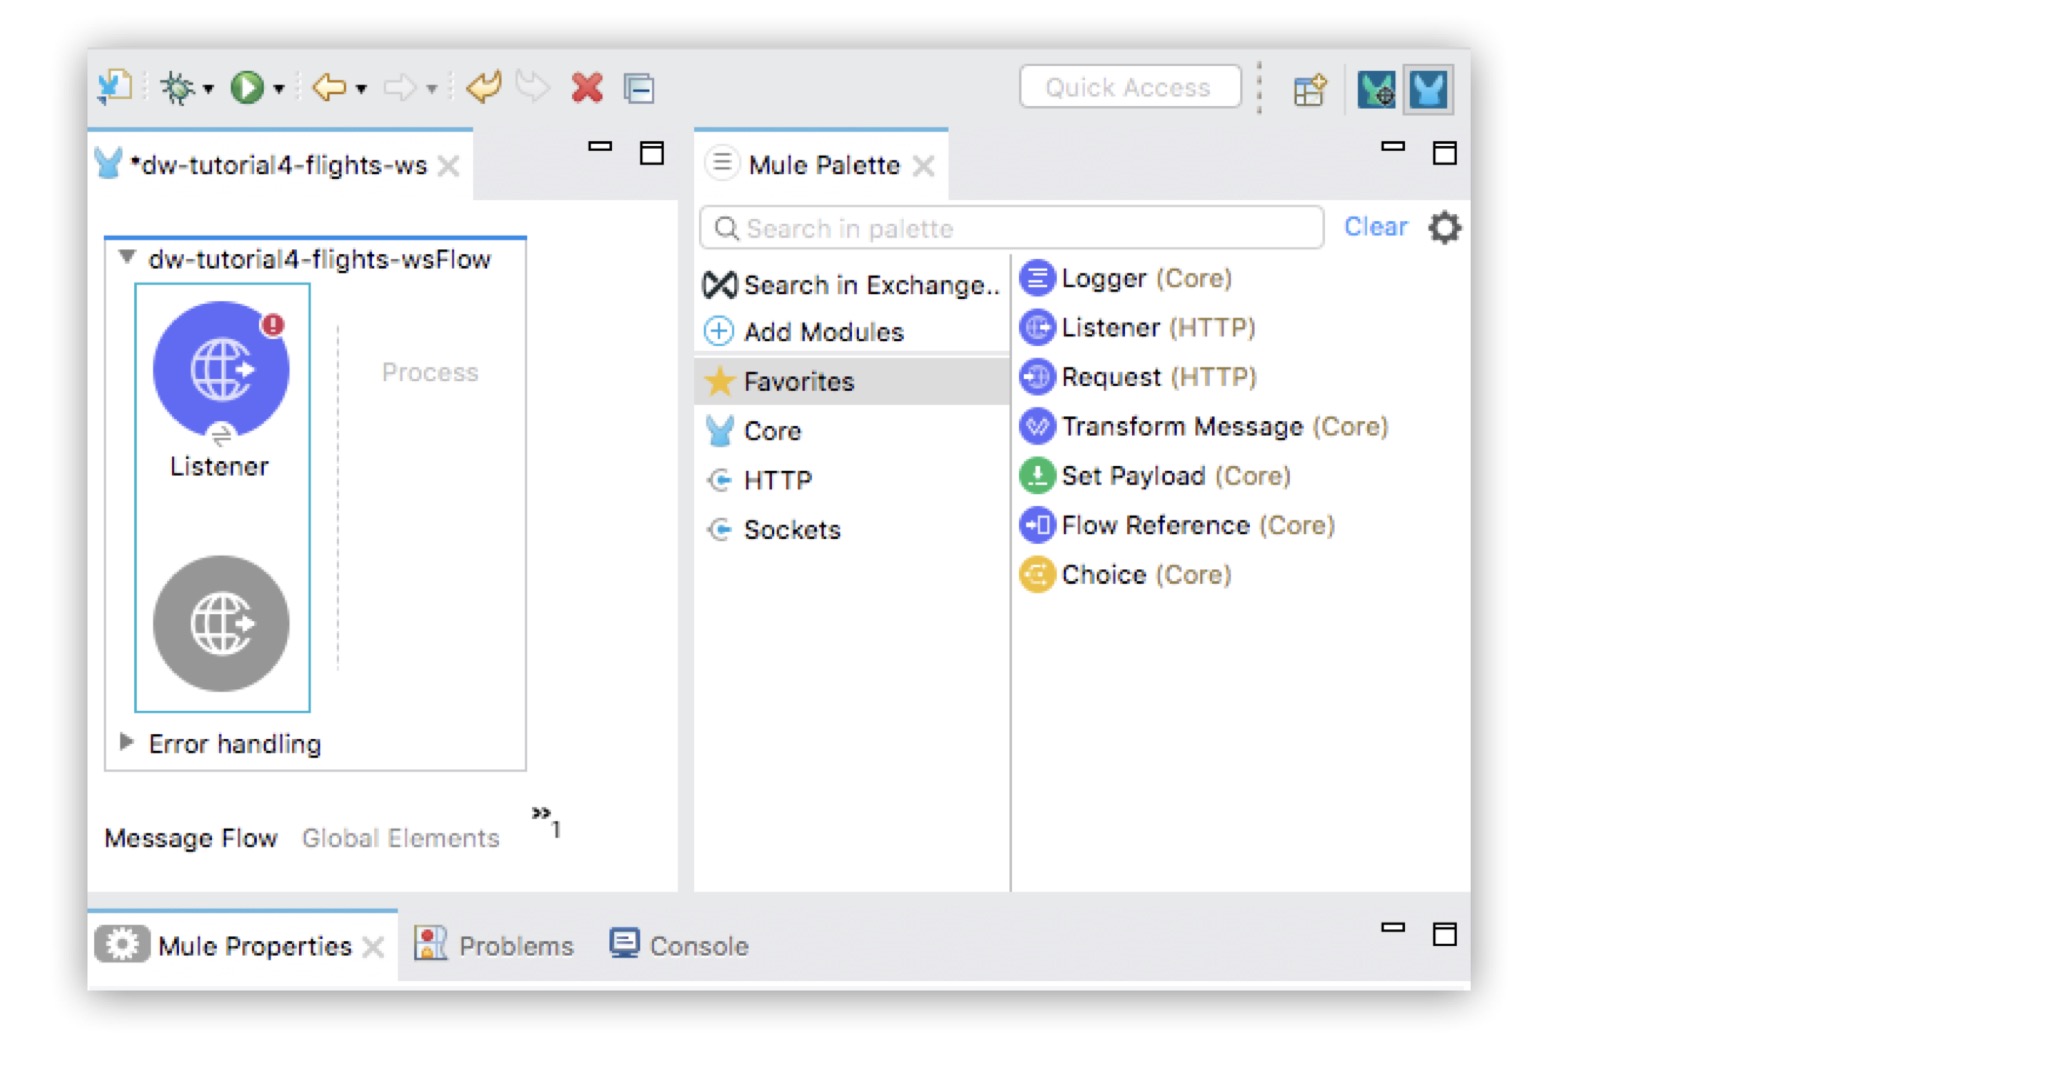 Quick Access
*dw-tutorial4-flights-ws
Mule Palette
Search in palette
Clear
dw-tutorial4-flights-wsFlow
Process
Listener
Error handling
Message Flow
Global Elements
»1
Search in Exchange..
Add Modules
Favorites
Core
HTTP
Sockets
Logger (Core)
Listener (HTTP)
Request (HTTP)
Transform Message (Core)
Set Payload (Core)
Flow Reference (Core)
Choice (Core)
Mule Properties
Problems
Console